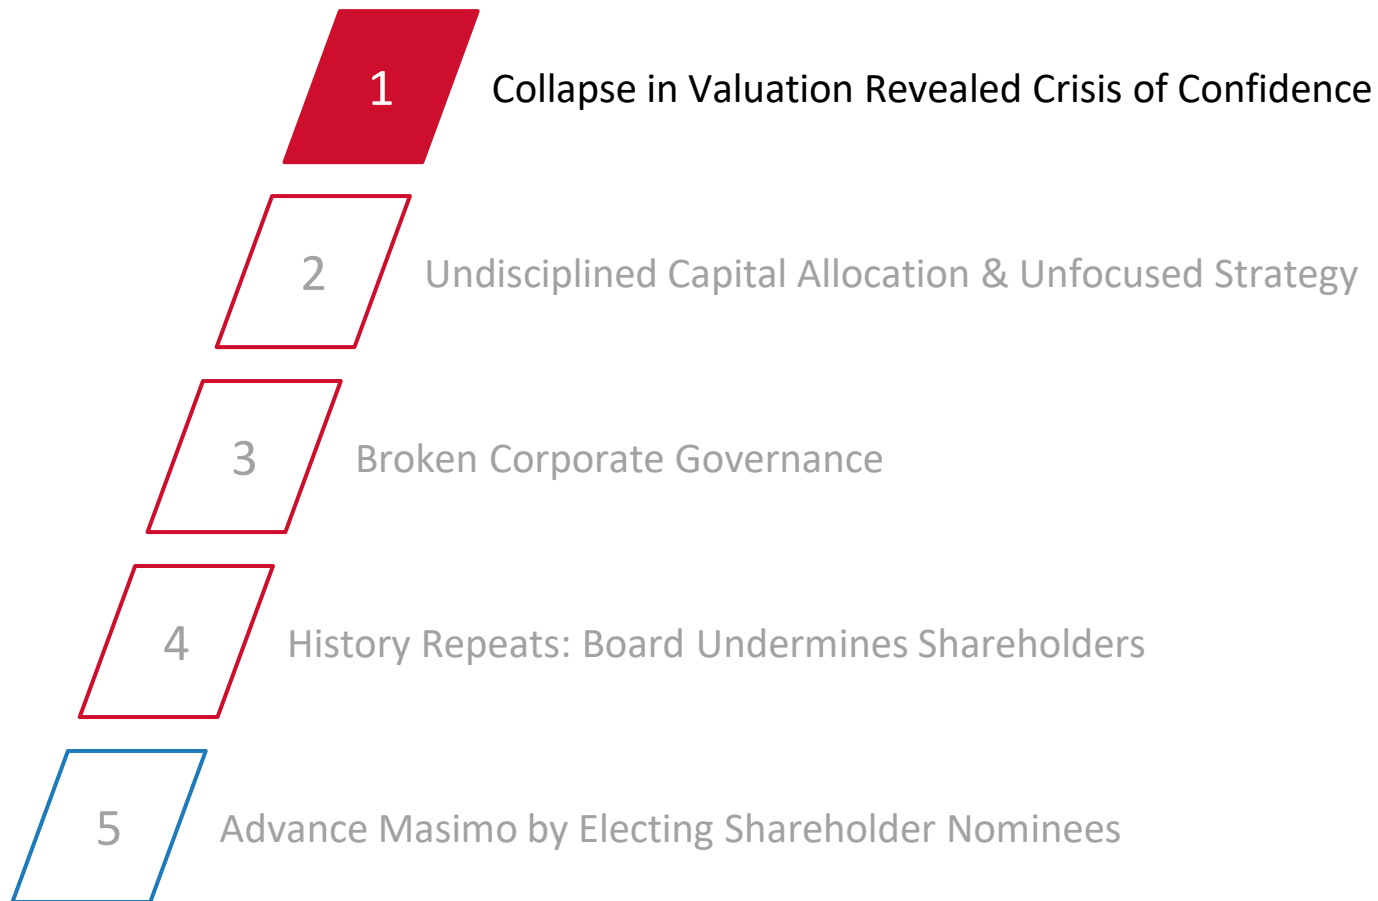 1 Collapse in Valuation Revealed Crisis of Confidence
2 Undisciplined Capital Allocation & Unfocused Strategy
3 Broken Corporate Governance
4 History Repeats: Board Undermines Shareholders
5 Advance Masimo by Electing Shareholder Nominees